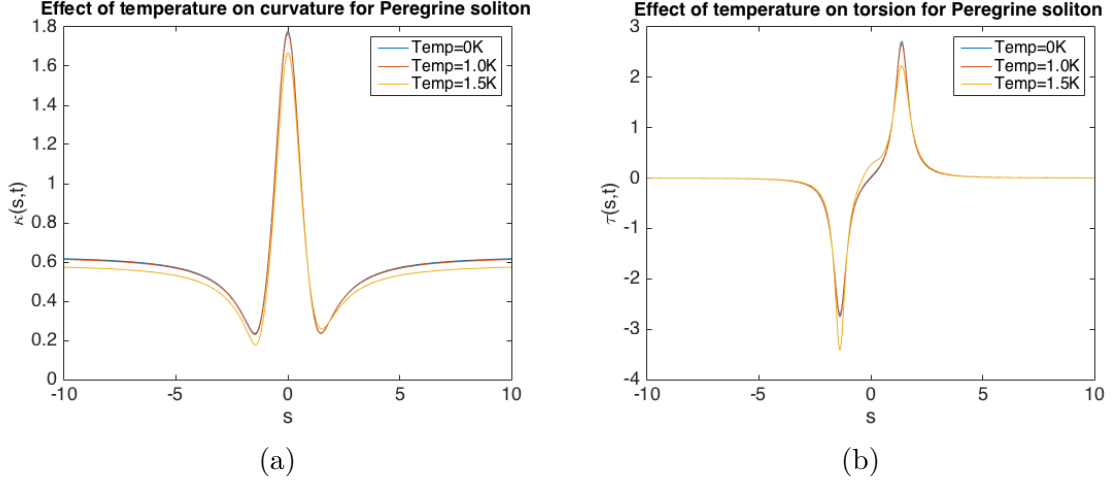 Effect of temperature on curvature for Peregrine soliton
1.8
1.6
1.4
1.2
1
0.8
0.6
0.4
0.2
0
κ(s,t)
-10
-5
0
5
10
s
Temp=0K
Temp=1.0K
Temp=1.5K
(a)
Effect of temperature on torsion for Peregrine soliton
3
2
1
0
-1
-2
-3
-4
τ(s,t)
-10
-5
0
5
10
s
Temp=0K
Temp=1.0K
Temp=1.5K
(b)